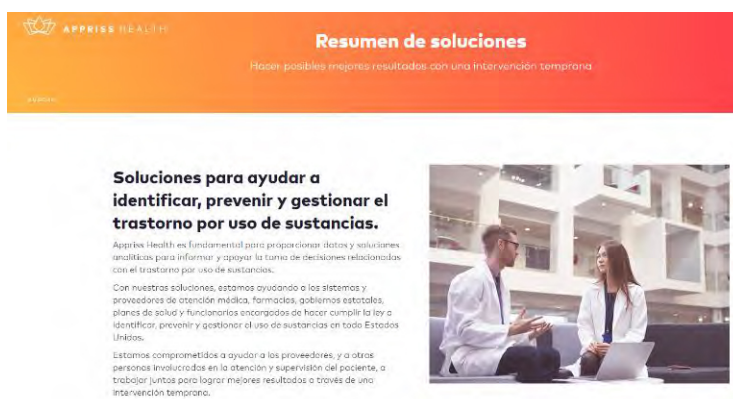 APPRISS HEALTH
Resumen de soluciones
Hacer posibles mejores resultados con una intervención temprana
Soluciones para ayudar a
identificar, prevenir y gestionar el
trastorno por uso de sustancias.
Appriss Health es fundamental para proporcionar datos y soluciones
analíticas para informar y apoyar la toma de decisiones relacionadas
con el trastorno por uso de sustancias.
Con nuestras soluciones, estamos ayudando a los sistemas y
proveedores de atención médica, farmacias, gobiernos estatales,
planes de salud y funcionarios encargados de hacer cumplir la ley a
identificar, prevenir y gestionar el uso de sustancias en todo Estados
Unidos.
Estamos comprometidos a ayudar a los proveedores, y a otras
personas involucradas en la atención y supervisión del paciente, a
trabajar juntos para lograr mejores resultados a través de una
intervención temprana.